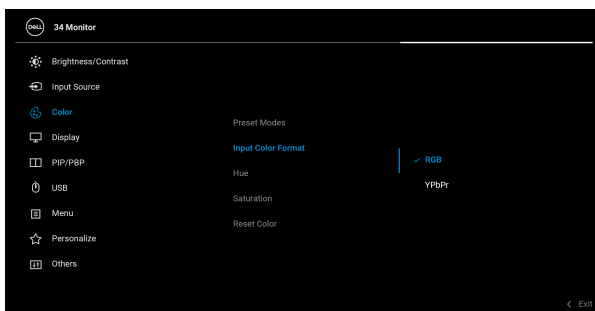 DELL 34 Monitor
Brightness/Contrast
Input Source
Color
Display
PIP/PBP
USB
Menu
Personalize
Others
Preset Modes
Input Color Format
Hue
Saturation
Reset Color
RGB
YPbPr
Exit